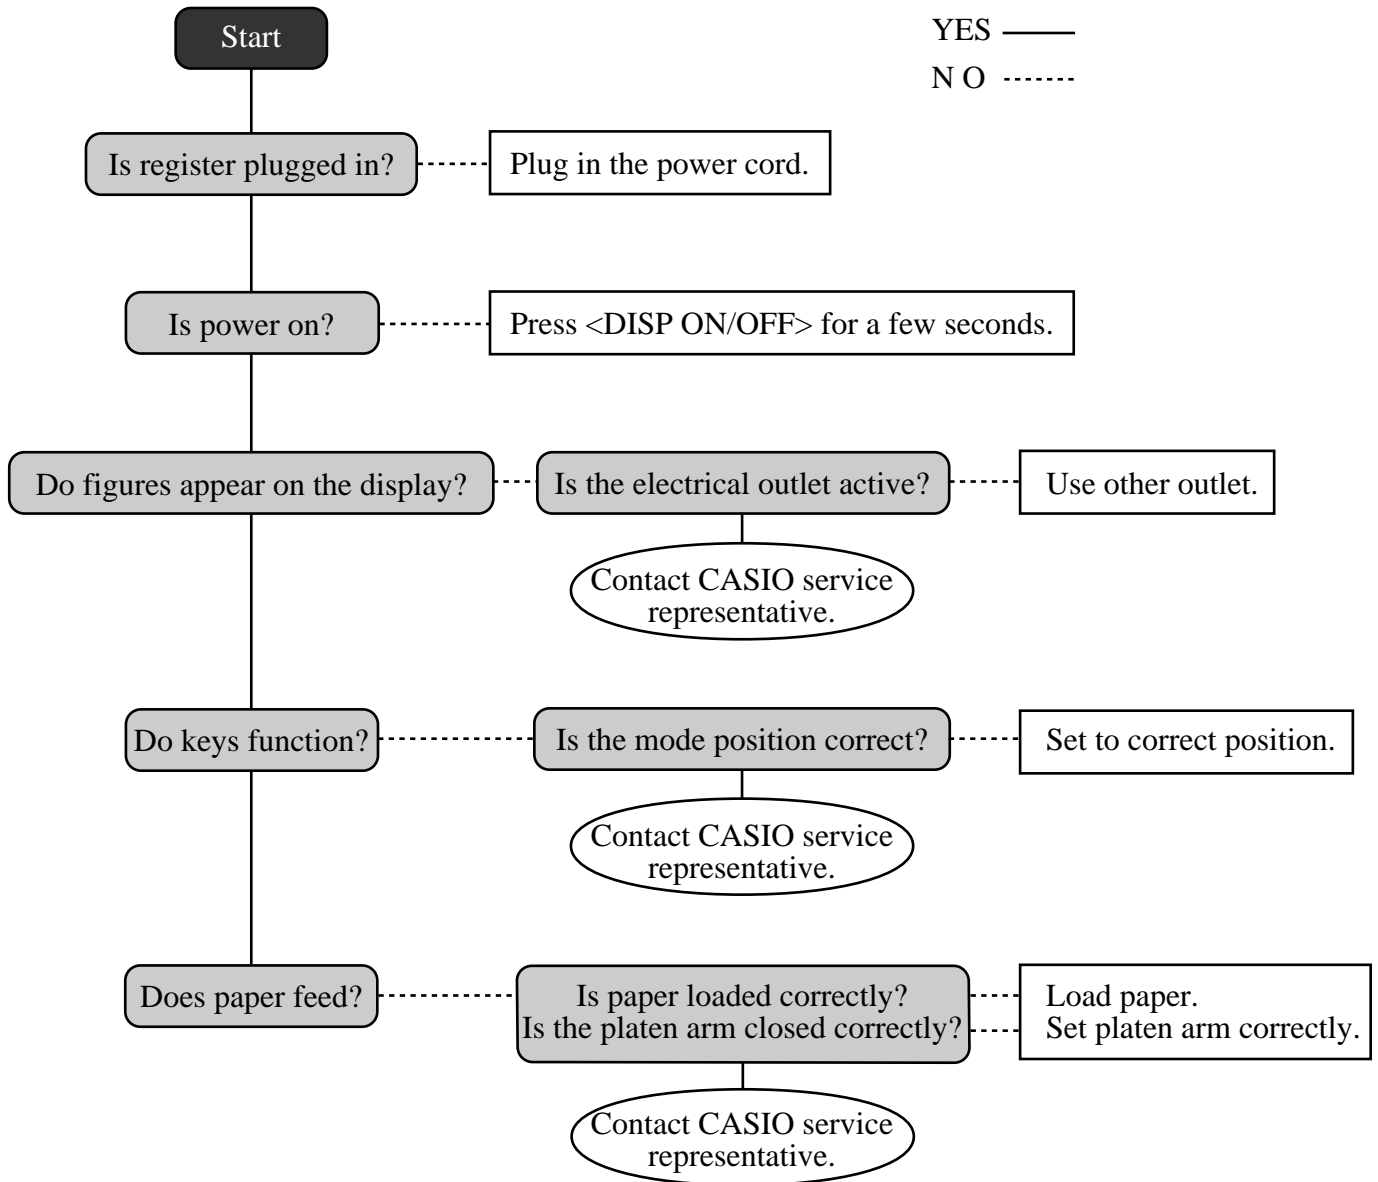 Start
YES
N O
Is register plugged in?
Plug in the power cord.
Is power on?
Press <DISP ON/OFF> for a few seconds.
Do figures appear on the display?
Is the electrical outlet active?
Use other outlet.
Contact CASIO service
representative.
Do keys function?
Is the mode position correct?
Set to correct position.
Contact CASIO service
representative.
Does paper feed?
Is paper loaded correctly?
Is the platen arm closed correctly?
Load paper.
Set platen arm correctly.
Contact CASIO service
representative.